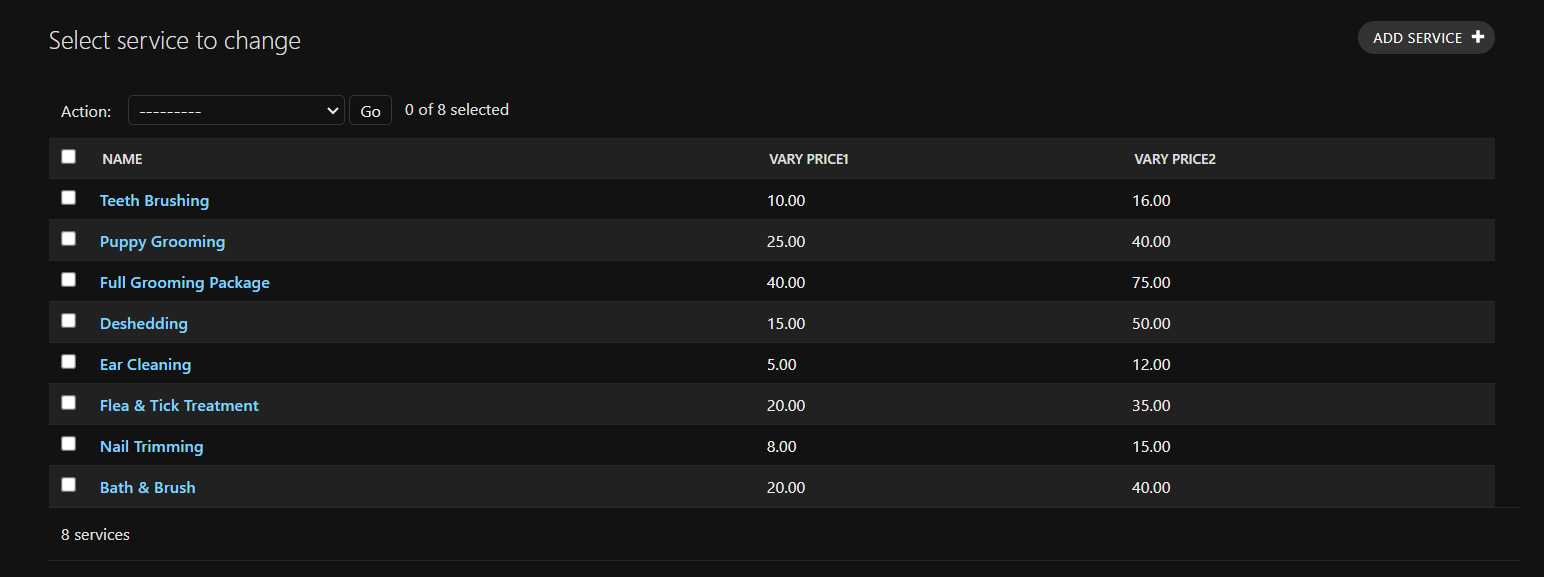 Select service to change
ADD SERVICE +
Action: --------- Go 0 of 8 selected
NAME VARY PRICE1 VARY PRICE2
Teeth Brushing 10.00 16.00
Puppy Grooming 25.00 40.00
Full Grooming Package 40.00 75.00
Deshedding 15.00 50.00
Ear Cleaning 5.00 12.00
Flea & Tick Treatment 20.00 35.00
Nail Trimming 8.00 15.00
Bath & Brush 20.00 40.00
8 services